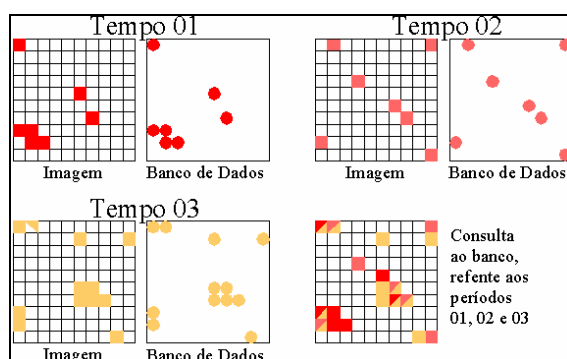 Tempo 01
Tempo 02
Imagem
Banco de Dados
Imagem
Banco de Dados
Tempo 03
Consulta
ao banco,
refente aos
períodos
01, 02 e 03
Imagem
Banco de Dados